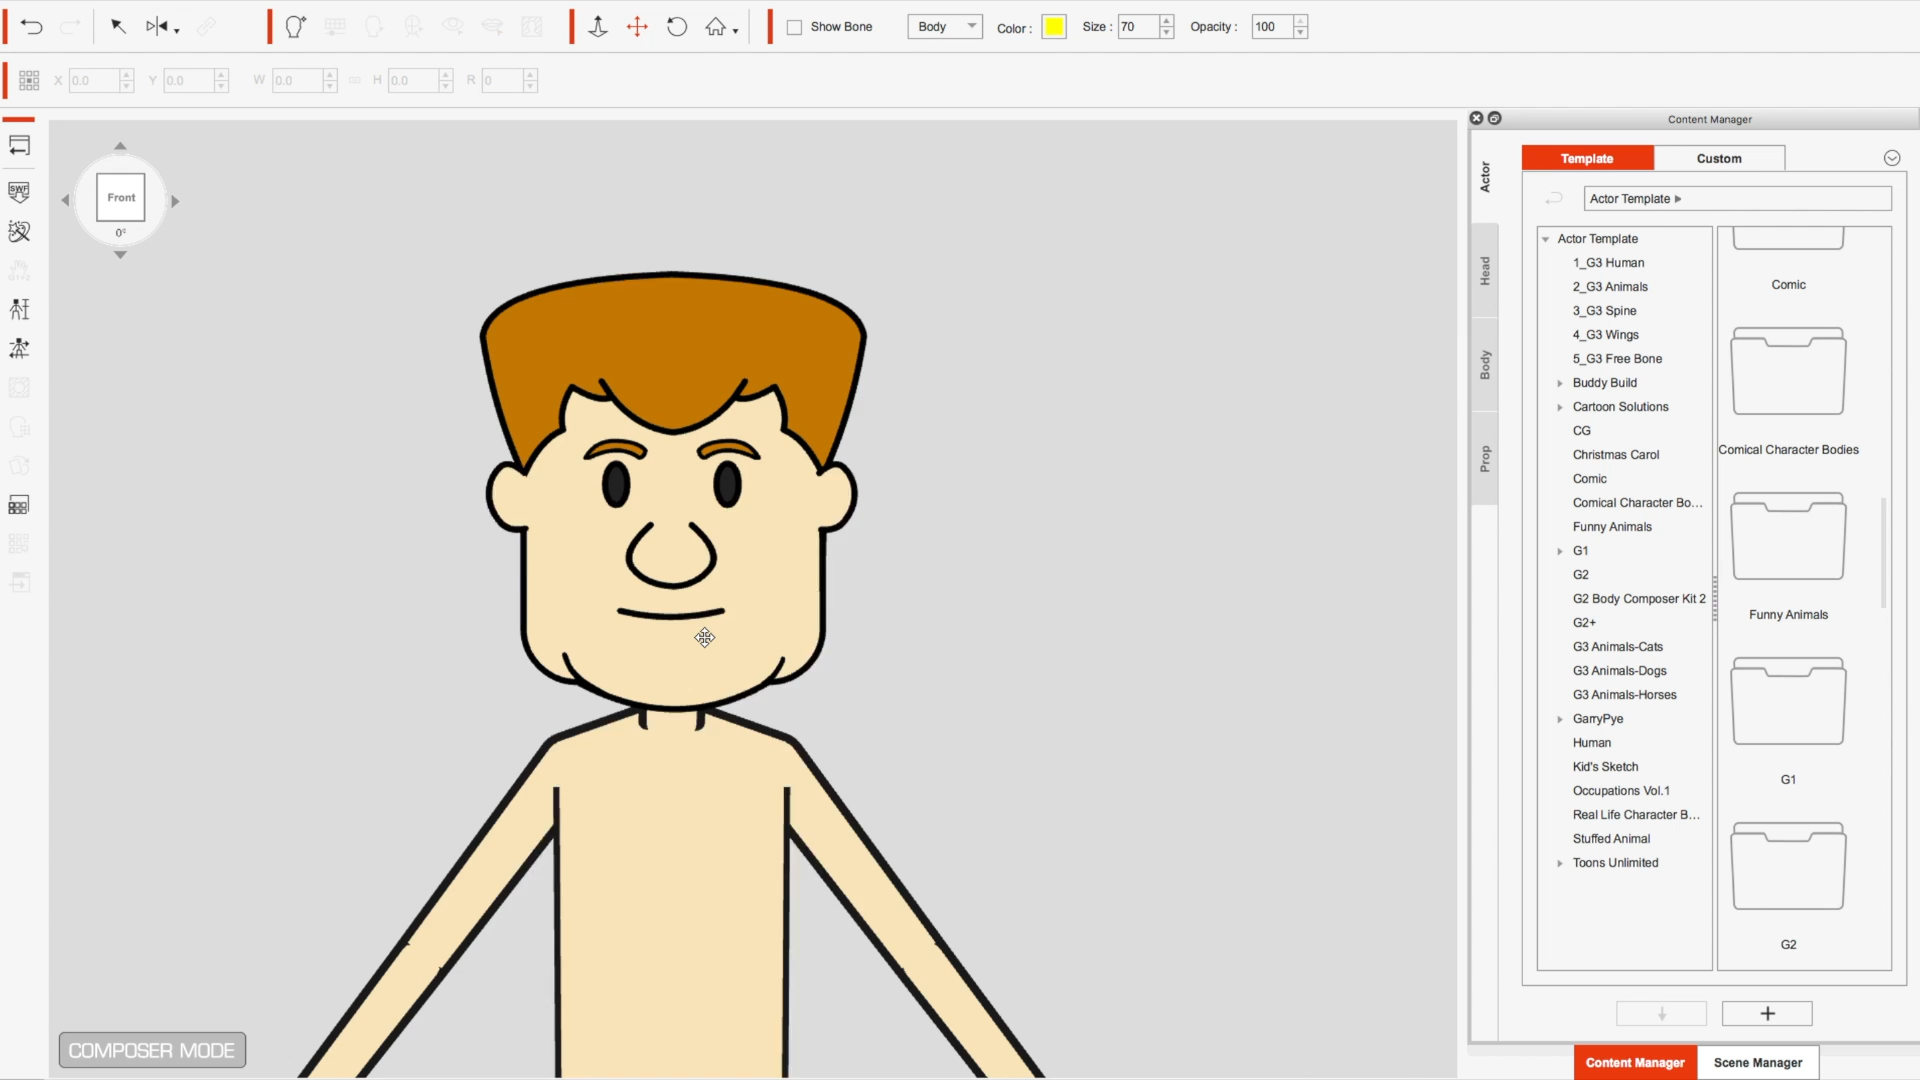 Show Bone Body Color : Size : 70 Opacity : 100
X 0.0 Y 0.0 W 0.0 H 0.0 R 0
Content Manager
SWF
Front
0º
Actor
Head
Body
Prop
Template Custom
Actor Template
Actor Template
1_G3 Human
2_G3 Animals
3_G3 Spine
4_G3 Wings
5_G3 Free Bone
Buddy Build
Cartoon Solutions
CG
Christmas Carol
Comic
Comical Character Bo...
Funny Animals
G1
G2
G2 Body Composer Kit 2
G2+
G3 Animals-Cats
G3 Animals-Dogs
G3 Animals-Horses
GarryPye
Human
Kid's Sketch
Occupations Vol.1
Real Life Character B...
Stuffed Animal
Toons Unlimited
Comic
Comical Character Bodies
Funny Animals
G1
G2
COMPOSER MODE
Content Manager Scene Manager